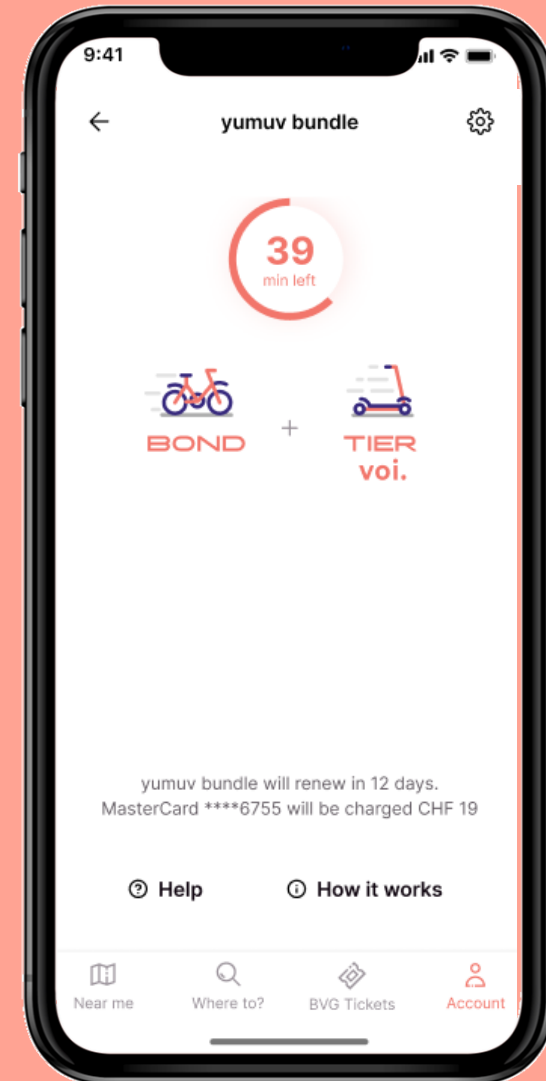 9:41
yumuv bundle
39
min left
BOND
+
TIER
voi.
yumuv bundle will renew in 12 days.
MasterCard ****6755 will be charged CHF 19
Help
How it works
Near me
Where to?
BVG Tickets
Account